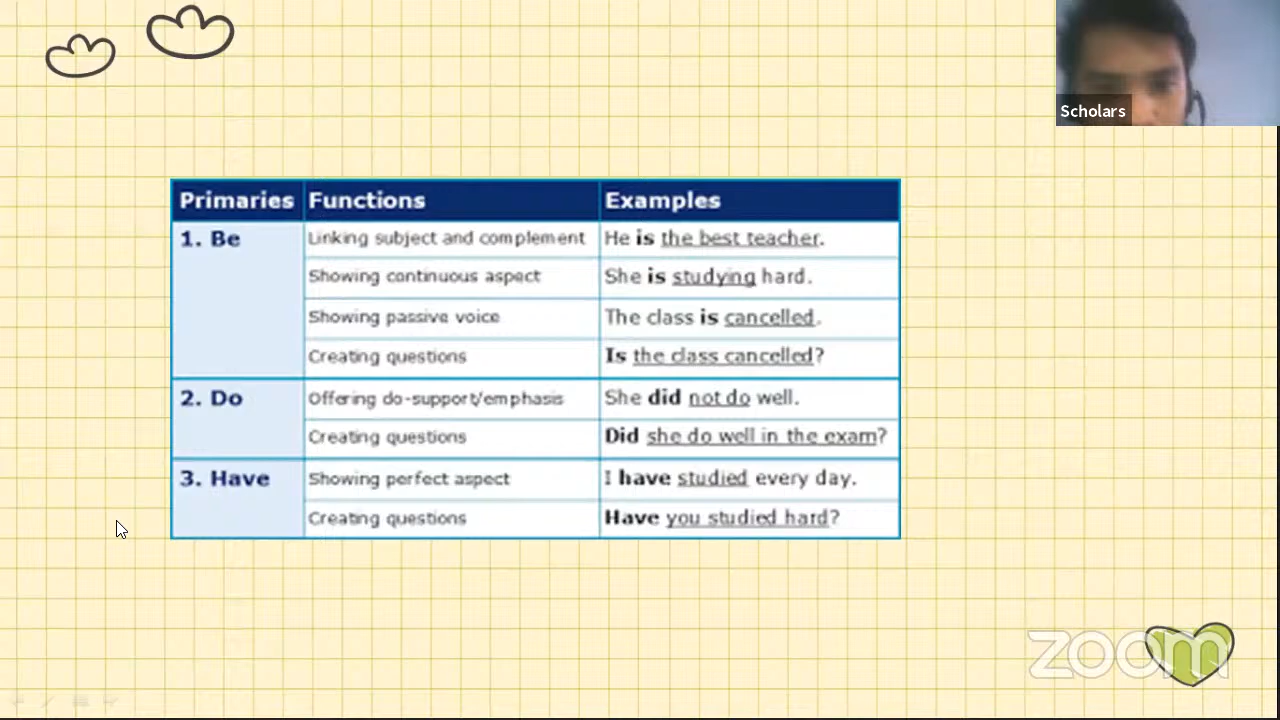 Scholars
Primaries Functions Examples
1. Be Linking subject and complement He is the best teacher.
Showing continuous aspect She is studying hard.
Showing passive voice The class is cancelled.
Creating questions Is the class cancelled?
2. Do Offering do-support/emphasis She did not do well.
Creating questions Did she do well in the exam?
3. Have Showing perfect aspect I have studied every day.
Creating questions Have you studied hard?
zoom